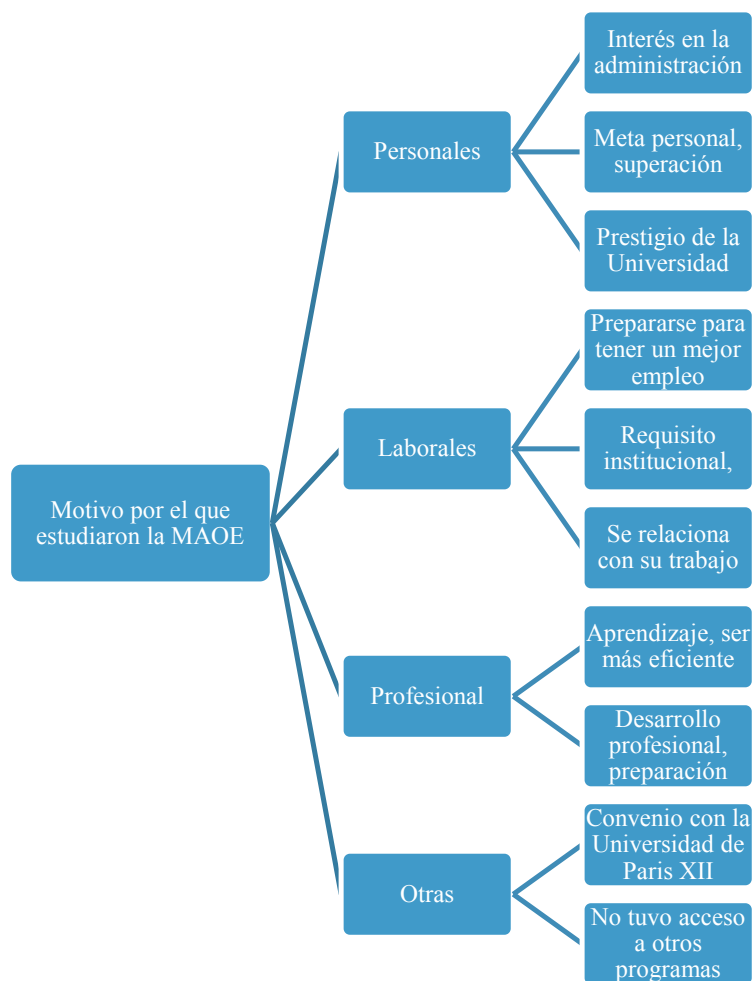 Motivo por el que
estudiaron la MAOE
Personales
Interés en la
administración
Meta personal,
superación
Prestigio de la
Universidad
Laborales
Prepararse para
tener un mejor
empleo
Requisito
institucional,
Se relaciona
con su trabajo
Profesional
Aprendizaje, ser
más eficiente
Desarrollo
profesional,
preparación
Otras
Convenio con la
Universidad de
Paris XII
No tuvo acceso
a otros
programas